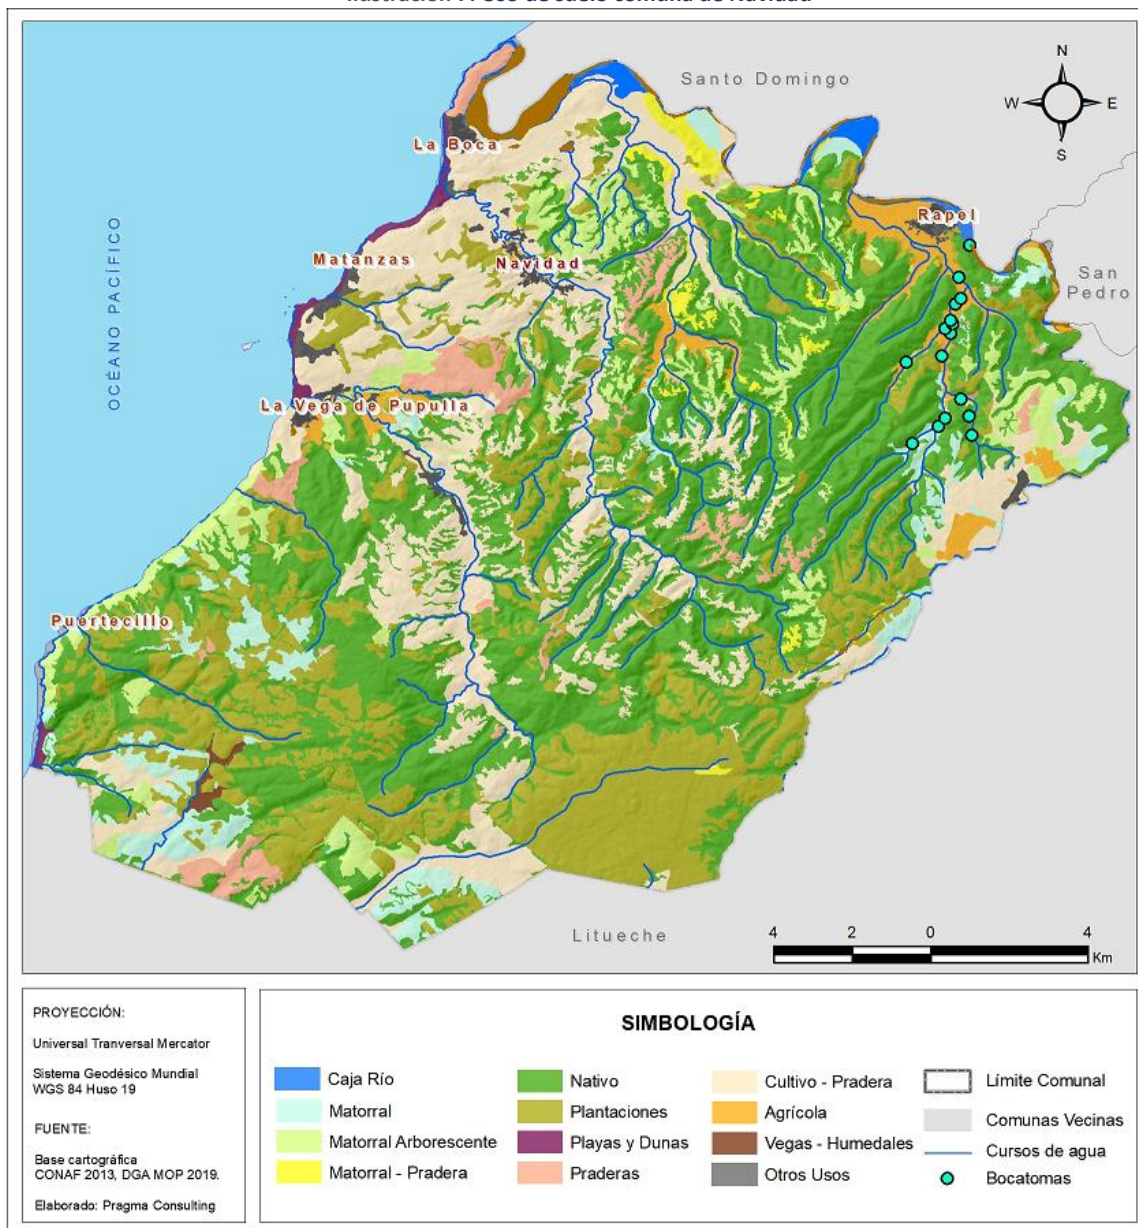 Santo Domingo
N
W
E
S
La Boca
Rapel
OCÉANO PACÍFICO
Matanzas
Navidad
San
Pedro
La Vega de Pupulla
Puertecillo
Litueche
4 2 0 4
Km
PROYECCIÓN:
Universal Tranversal Mercator
Sistema Geodésico Mundial
WGS 84 Huso 19
FUENTE:
Base cartográfica
CONAF 2013, DGA MOP 2019.
Elaborado: Pragma Consulting
SIMBOLOGÍA
Caja Río
Matorral
Matorral Arborescente
Matorral - Pradera
Nativo
Plantaciones
Playas y Dunas
Praderas
Cultivo - Pradera
Agrícola
Vegas - Humedales
Otros Usos
Límite Comunal
Comunas Vecinas
Cursos de agua
Bocatomas